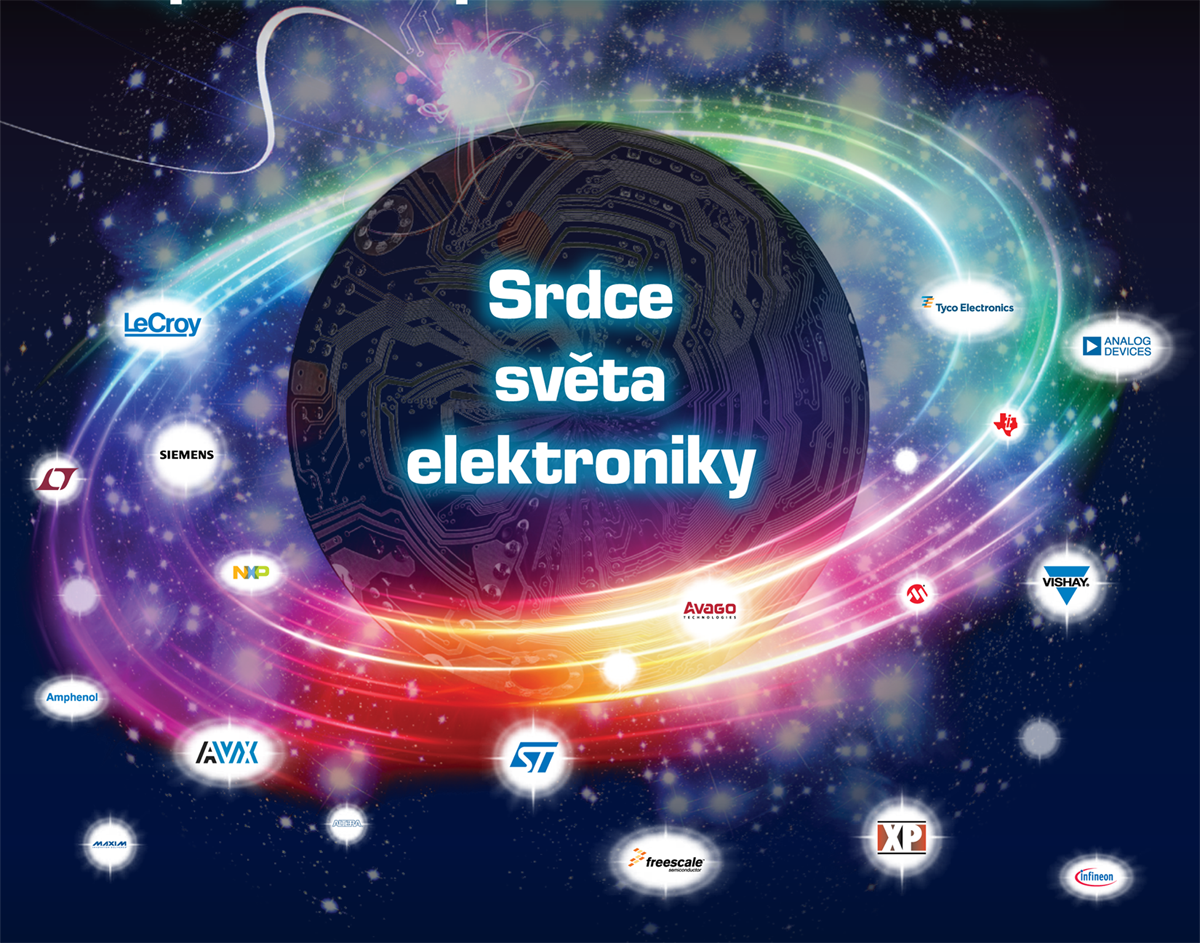 Srdce
světa
elektroniky
LeCroy
Tyco Electronics
ANALOG
DEVICES
SIEMENS
NXP
AVAGO
TECHNOLOGIES
VISHAY
Amphenol
AVX
ST
ALTERA
MAXIM
freescale
semiconductor
XP
infineon